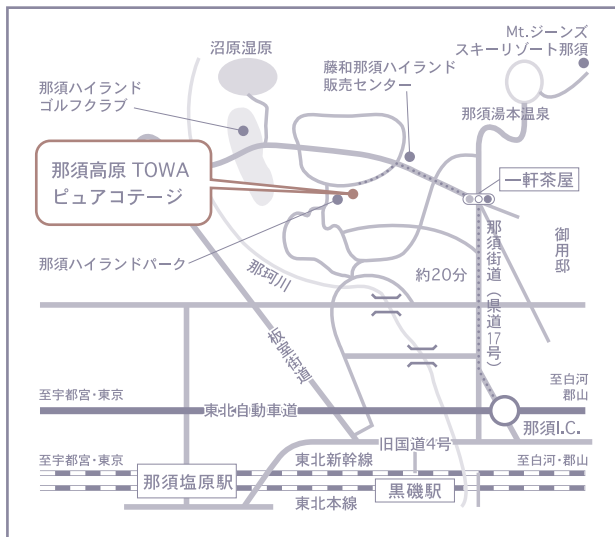 Mt.ジーンズ
スキーリゾート那須
沼原湿原
藤和那須ハイランド
販売センター
那須ハイランド
ゴルフクラブ
那須湯本温泉
那須高原 TOWA
ピュアコテージ
一軒茶屋
那須街道(県道17号)
御用邸
那須ハイランドパーク
那珂川
約20分
板室街道
至宇都宮・東京
東北自動車道
至白河
郡山
那須I.C.
旧国道4号
至宇都宮・東京
東北新幹線
至白河・郡山
那須塩原駅
黒磯駅
東北本線